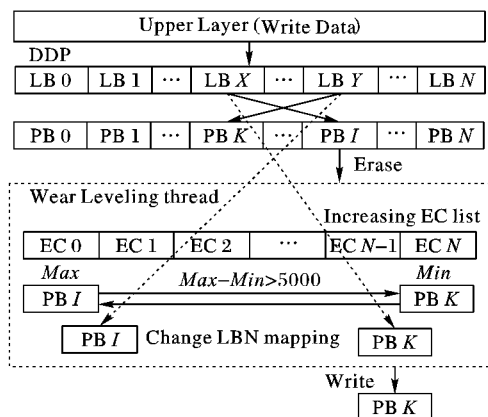 Upper Layer (Write Data)
DDP
LB 0 LB 1 ··· LB X ··· LB Y ··· LB N
PB 0 PB 1 ··· PB K ··· PB I ··· PB N
Erase
Wear Leveling thread
Increasing EC list
EC 0 EC 1 EC 2 ··· EC N−1 EC N
Max Max−Min>5000 Min
PB I PB K
PB I Change LBN mapping PB K
Write
PB K